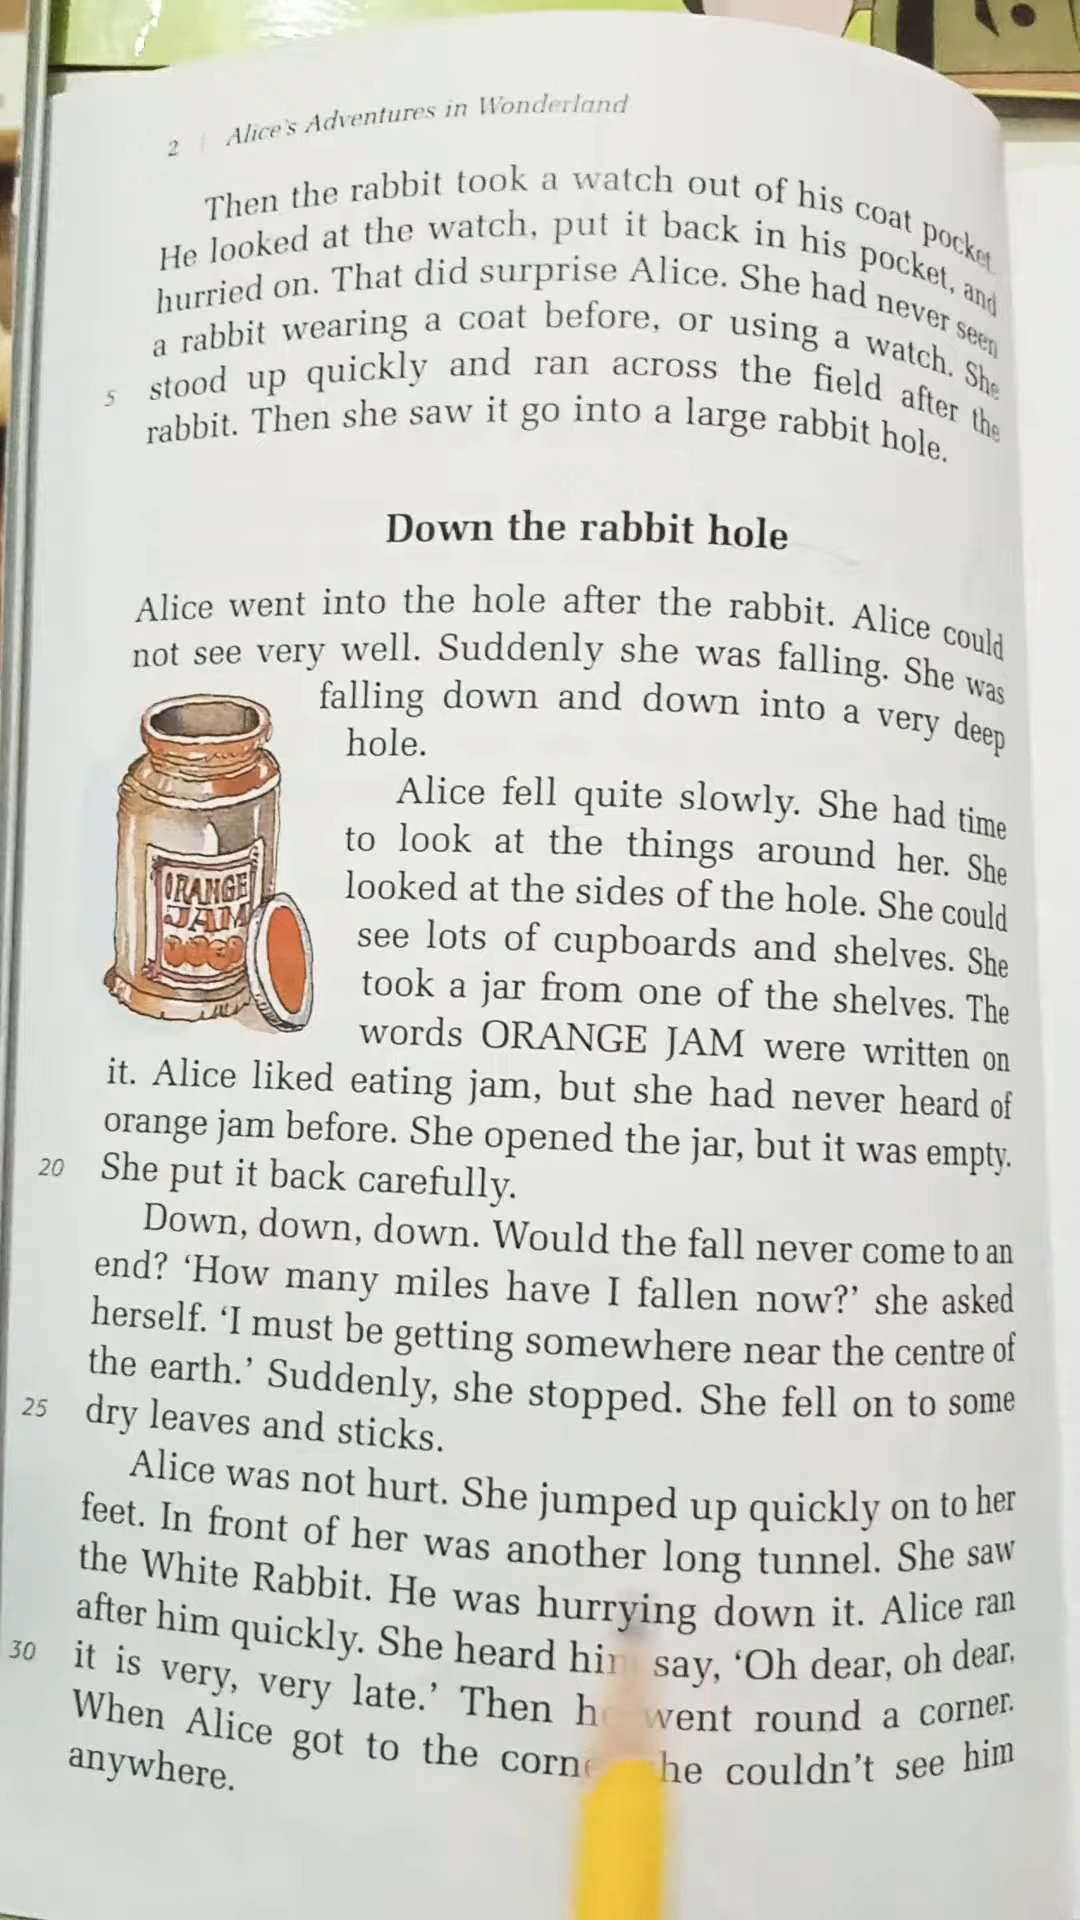 2 Alice's Adventures in Wonderland
Then the rabbit took a watch out of his coat pocket.
He looked at the watch, put it back in his pocket, and
hurried on. That did surprise Alice. She had never seen
a rabbit wearing a coat before, or using a watch. She
5 stood up quickly and ran across the field after the
rabbit. Then she saw it go into a large rabbit hole.
Down the rabbit hole
Alice went into the hole after the rabbit. Alice could
not see very well. Suddenly she was falling. She was
falling down and down into a very deep
hole.
Alice fell quite slowly. She had time
to look at the things around her. She
looked at the sides of the hole. She could
see lots of cupboards and shelves. She
took a jar from one of the shelves. The
words ORANGE JAM were written on
ORANGE
JAM
it. Alice liked eating jam, but she had never heard of
orange jam before. She opened the jar, but it was empty.
20 She put it back carefully.
Down, down, down. Would the fall never come to an
end? 'How many miles have I fallen now?' she asked
herself. 'I must be getting somewhere near the centre of
the earth.' Suddenly, she stopped. She fell on to some
25 dry leaves and sticks.
Alice was not hurt. She jumped up quickly on to her
feet. In front of her was another long tunnel. She saw
the White Rabbit. He was hurrying down it. Alice ran
after him quickly. She heard him say, 'Oh dear, oh dear,
30 it is very, very late.' Then he went round a corner.
When Alice got to the couldn't see him
anywhere.